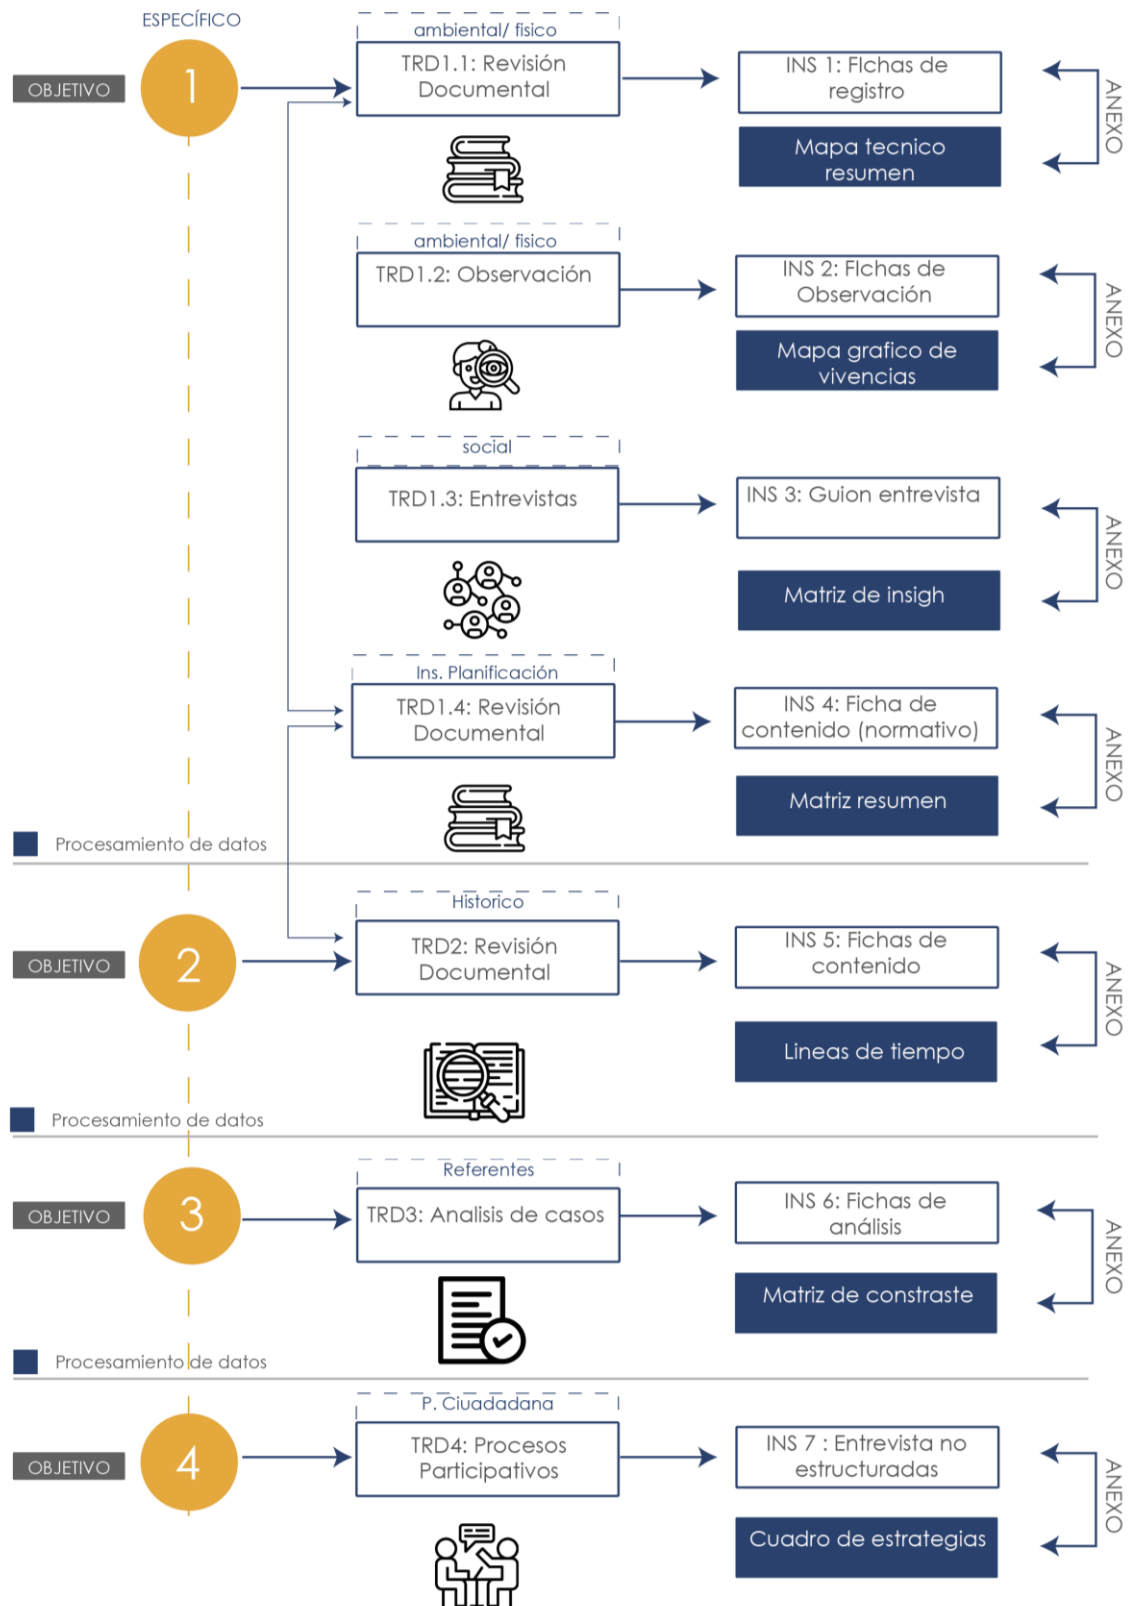 ESPECÍFICO
OBJETIVO
1
ambiental/ fisico
TRD1.1: Revisión
Documental
INS 1: FIchas de
registro
Mapa tecnico
resumen
ANEXO
ambiental/ fisico
TRD1.2: Observación
INS 2: FIchas de
Observación
Mapa grafico de
vivencias
ANEXO
social
TRD1.3: Entrevistas
INS 3: Guion entrevista
Matriz de insigh
ANEXO
Ins. Planificación
TRD1.4: Revisión
Documental
INS 4: Ficha de
contenido (normativo)
Matriz resumen
ANEXO
Procesamiento de datos
OBJETIVO
2
Historico
TRD2: Revisión
Documental
INS 5: Fichas de
contenido
Lineas de tiempo
ANEXO
Procesamiento de datos
OBJETIVO
3
Referentes
TRD3: Analisis de casos
INS 6: Fichas de
análisis
Matriz de constraste
ANEXO
Procesamiento de datos
OBJETIVO
4
P. Ciuadadana
TRD4: Procesos
Participativos
INS 7 : Entrevista no
estructuradas
Cuadro de estrategias
ANEXO